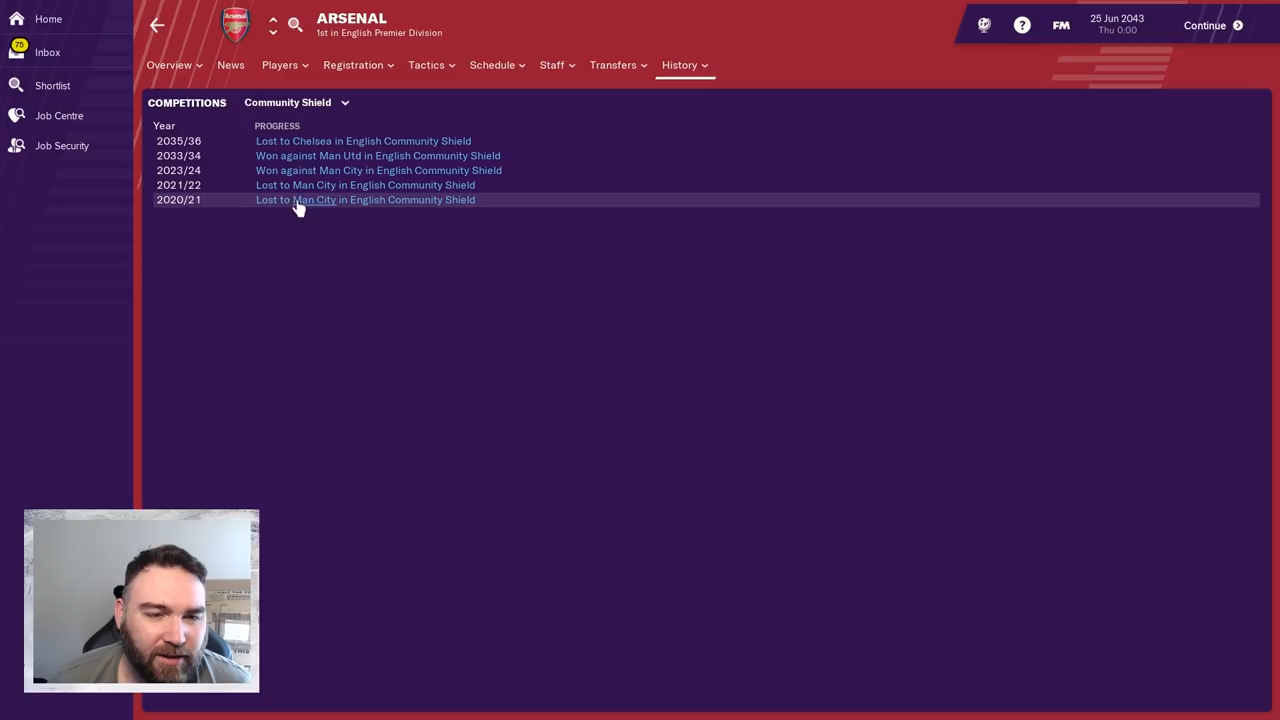 Home
75
Inbox
Shortlist
Job Centre
Job Security
Arsenal
ARSENAL
1st in English Premier Division
?
FM
25 Jun 2043
Thu 0:00
Continue
Overview
News
Players
Registration
Tactics
Schedule
Staff
Transfers
History
COMPETITIONS
Community Shield
Year PROGRESS
2035/36 Lost to Chelsea in English Community Shield
2033/34 Won against Man Utd in English Community Shield
2023/24 Won against Man City in English Community Shield
2021/22 Lost to Man City in English Community Shield
2020/21 Lost to Man City in English Community Shield